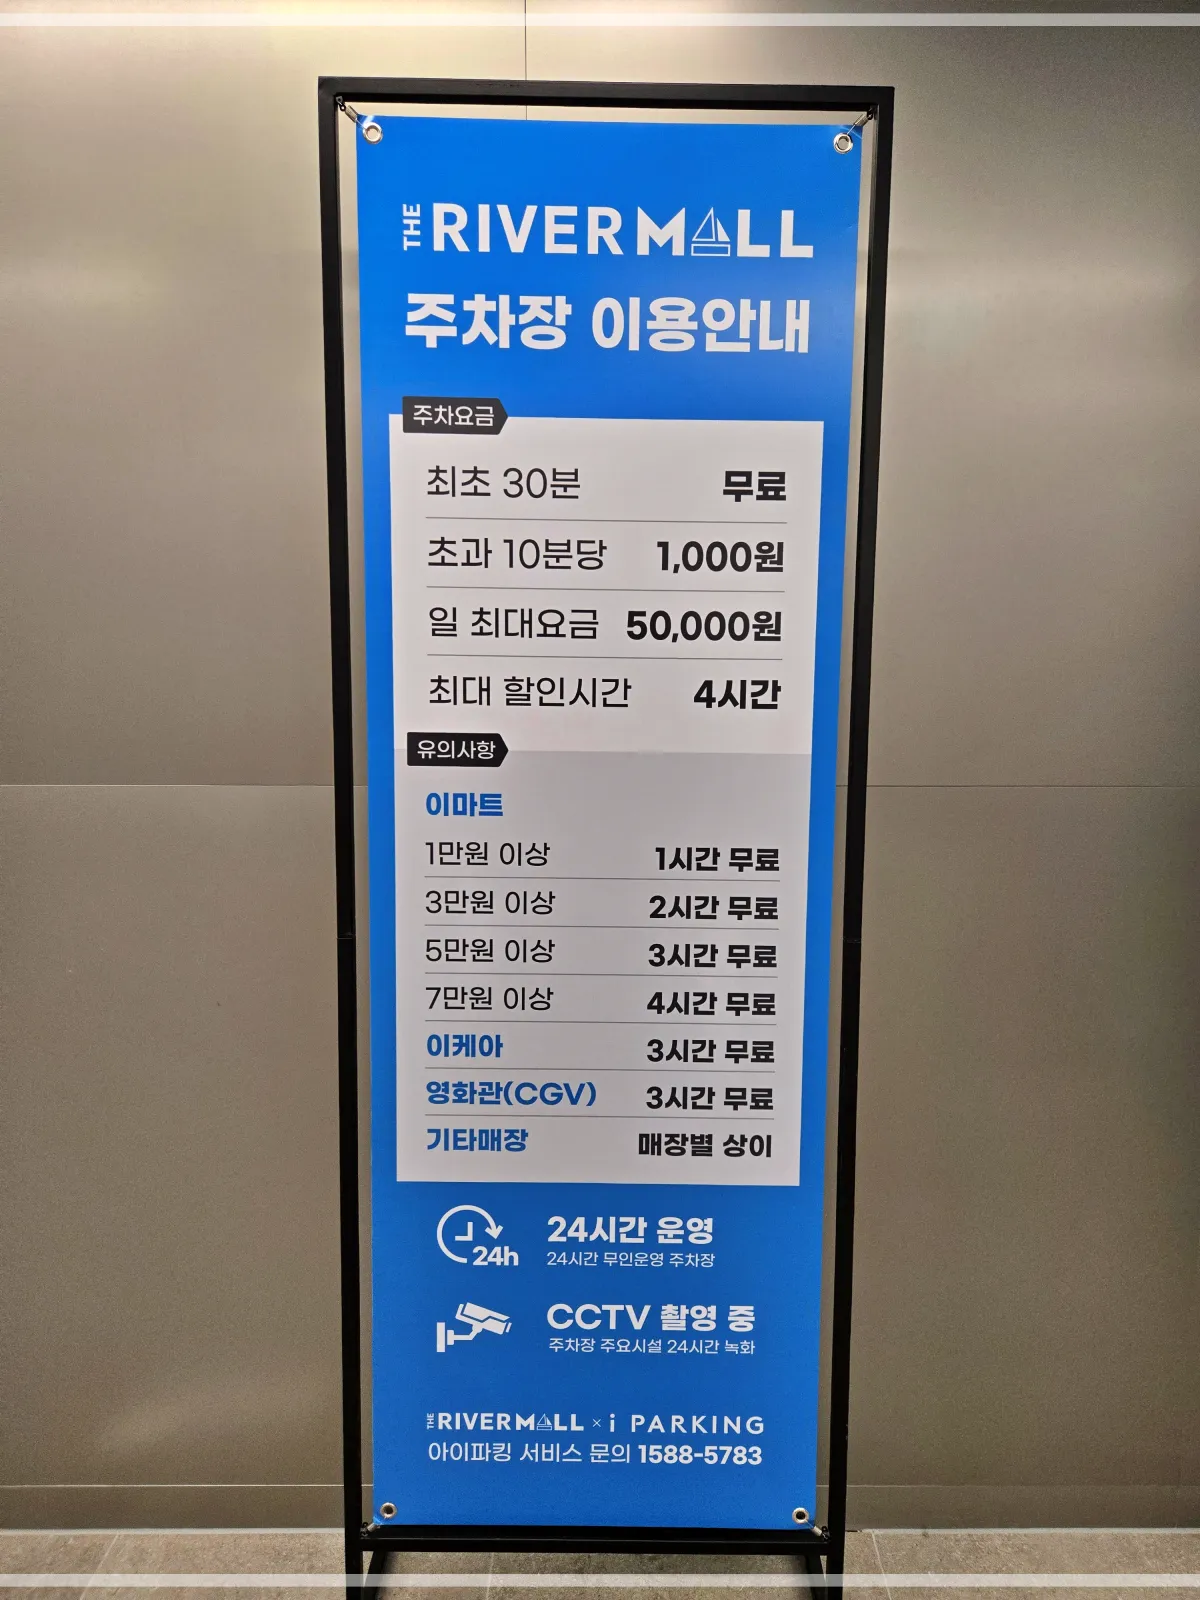 THE RIVERMALL
주차장 이용안내
주차요금
최초 30분 무료
초과 10분당 1,000원
일 최대요금 50,000원
최대 할인시간 4시간
유의사항
이마트
1만원 이상 1시간 무료
3만원 이상 2시간 무료
5만원 이상 3시간 무료
7만원 이상 4시간 무료
이케아 3시간 무료
영화관(CGV) 3시간 무료
기타매장 매장별 상이
24h 24시간 운영
24시간 무인운영 주차장
CCTV 촬영 중
주차장 주요시설 24시간 녹화
THE RIVERMALL × i PARKING
아이파킹 서비스 문의 1588-5783